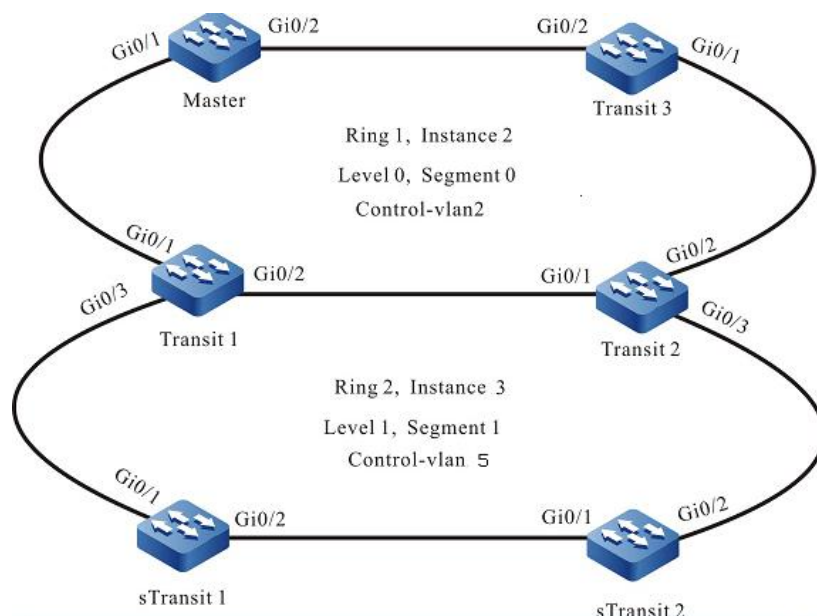 Gi0/1
Gi0/2
Gi0/2
Gi0/1
Master
Transit 3
Ring 1, Instance 2
Level 0, Segment 0
Control-vlan2
Gi0/1
Gi0/2
Gi0/1
Gi0/2
Gi0/3
Gi0/3
Transit 1
Transit 2
Ring 2, Instance 3
Level 1, Segment 1
Control-vlan 5
Gi0/1
Gi0/2
Gi0/1
Gi0/2
sTransit 1
sTransit 2